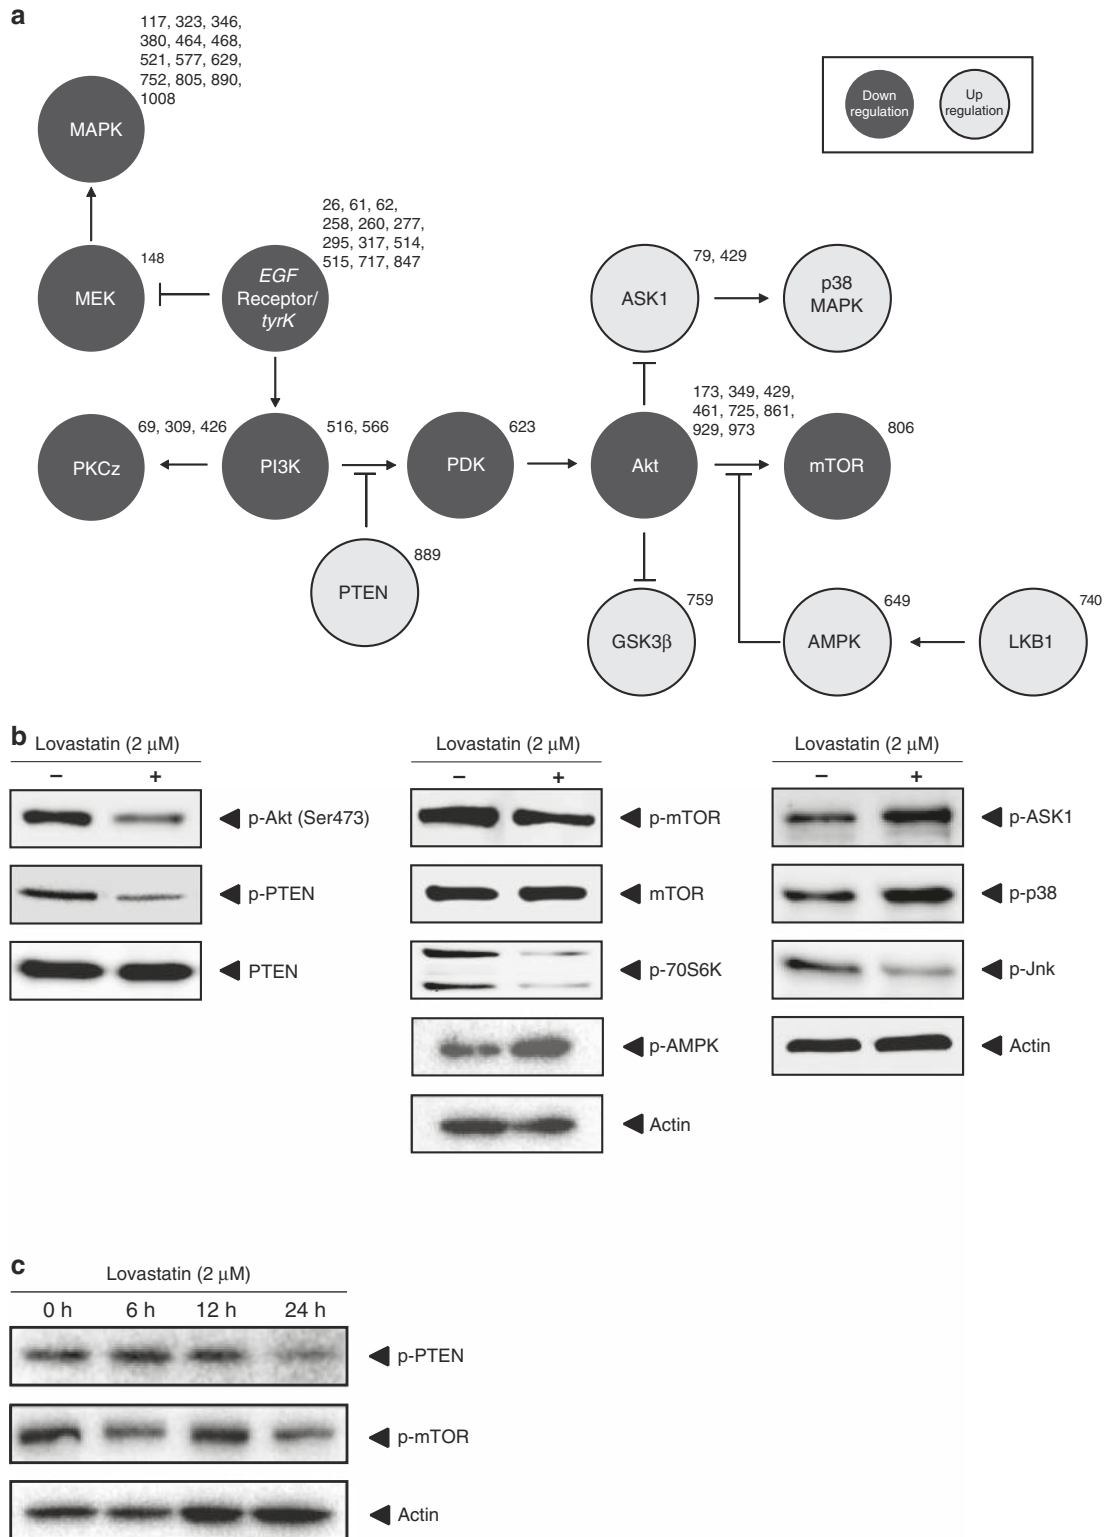 a
117, 323, 346,
380, 464, 468,
521, 577, 629,
752, 805, 890,
1008
MAPK
Down
regulation
Up
regulation
26, 61, 62,
258, 260, 277,
295, 317, 514,
515, 717, 847
148
MEK
EGF
Receptor/
tyrK
79, 429
ASK1
p38
MAPK
69, 309, 426
PKCz
PI3K
516, 566
PDK
623
Akt
173, 349, 429,
461, 725, 861,
929, 973
mTOR
806
PTEN
889
GSK3β
759
AMPK
649
LKB1
740
b
Lovastatin (2 μM)
− +
p-Akt (Ser473)
p-PTEN
PTEN
Lovastatin (2 μM)
− +
p-mTOR
mTOR
p-70S6K
p-AMPK
Actin
Lovastatin (2 μM)
− +
p-ASK1
p-p38
p-Jnk
Actin
c
Lovastatin (2 μM)
0 h 6 h 12 h 24 h
p-PTEN
p-mTOR
Actin